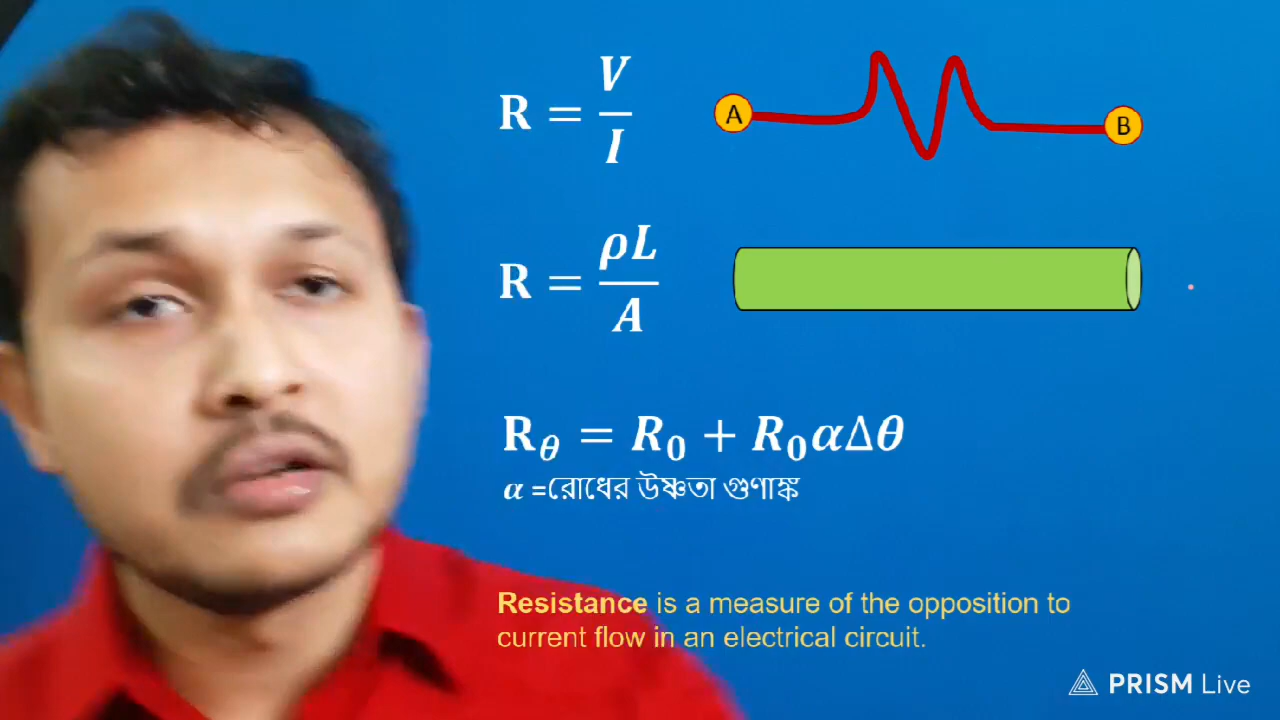 R = V/I
A
B
R = ρL/A
R_θ = R_0 + R_0αΔθ
α =রোধের উষ্ণতা গুণাঙ্ক
Resistance is a measure of the opposition to
current flow in an electrical circuit.
PRISM Live